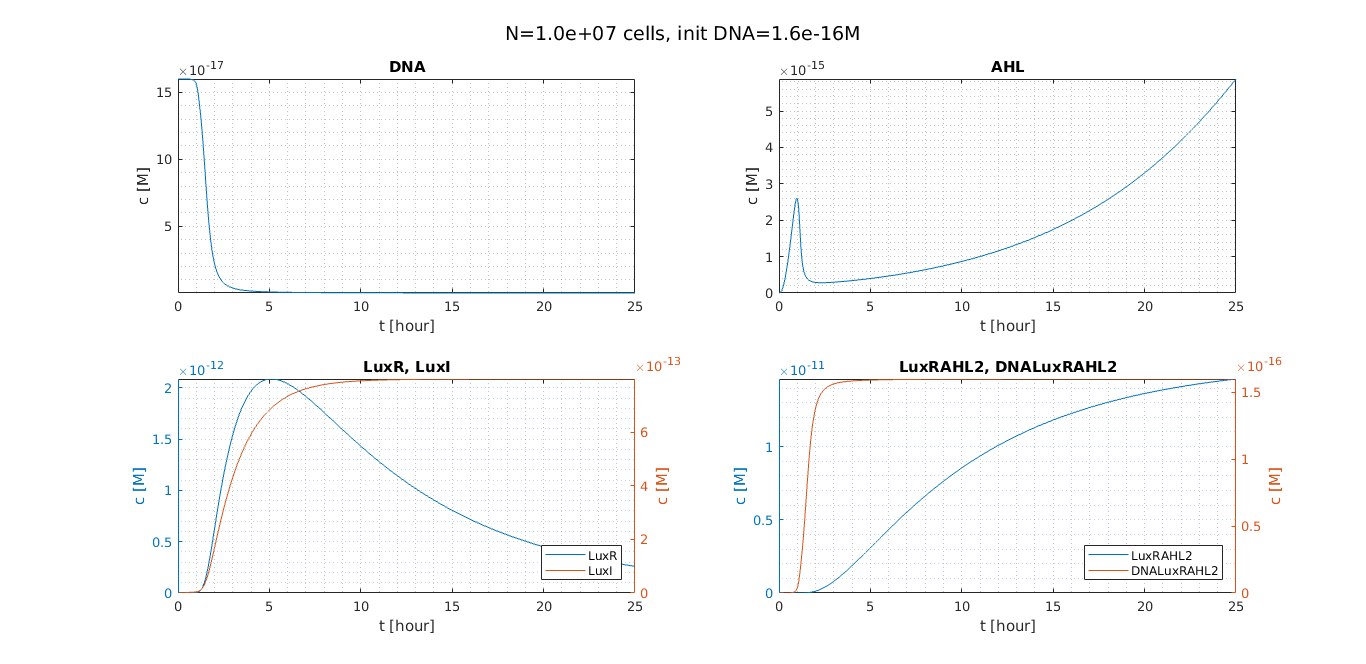 N=1.0e+07 cells, init DNA=1.6e-16M
×10-17
DNA
15
10
5
c [M]
0 5 10 15 20 25
t [hour]
×10-15
AHL
5
4
3
2
1
0
c [M]
0 5 10 15 20 25
t [hour]
×10-12
LuxR, LuxI
×10-13
2
1.5
1
0.5
0
c [M]
6
4
2
0
c [M]
LuxR
LuxI
0 5 10 15 20 25
t [hour]
×10-11
LuxRAHL2, DNALuxRAHL2
×10-16
1
0.5
0
c [M]
1.5
1
0.5
0
c [M]
LuxRAHL2
DNALuxRAHL2
0 5 10 15 20 25
t [hour]